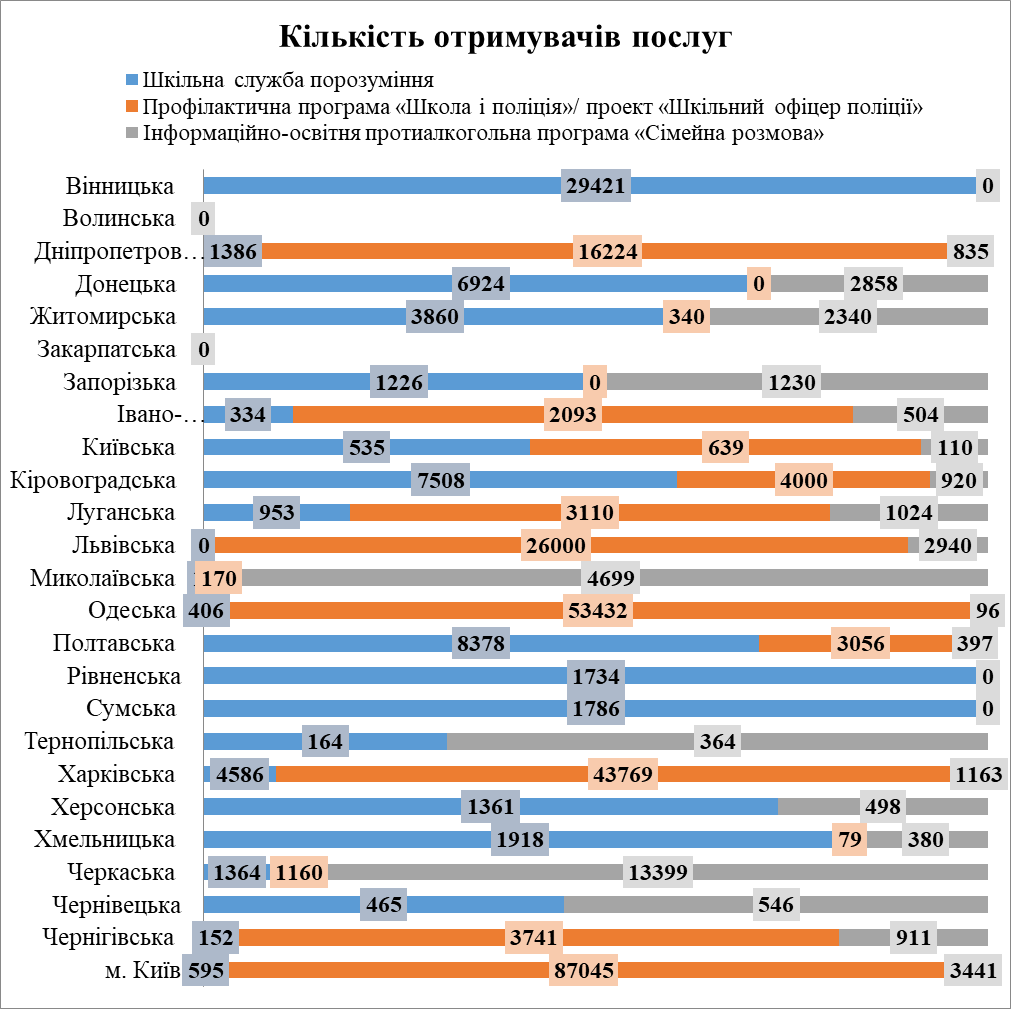 Кількість отримувачів послуг
Шкільна служба порозуміння
Профілактична програма «Школа і поліція»/ проект «Шкільний офіцер поліції»
Інформаційно-освітня протиалкогольна програма «Сімейна розмова»
Вінницька 29421 0
Волинська 0
Дніпропетров… 1386 16224 835
Донецька 6924 0 2858
Житомирська 3860 340 2340
Закарпатська 0
Запорізька 1226 0 1230
Івано-… 334 2093 504
Київська 535 639 110
Кіровоградська 7508 4000 920
Луганська 953 3110 1024
Львівська 0 26000 2940
Миколаївська 170 4699
Одеська 406 53432 96
Полтавська 8378 3056 397
Рівненська 1734 0
Сумська 1786 0
Тернопільська 164 364
Харківська 4586 43769 1163
Херсонська 1361 498
Хмельницька 1918 79 380
Черкаська 1364 1160 13399
Чернівецька 465 546
Чернігівська 152 3741 911
м. Київ 595 87045 3441